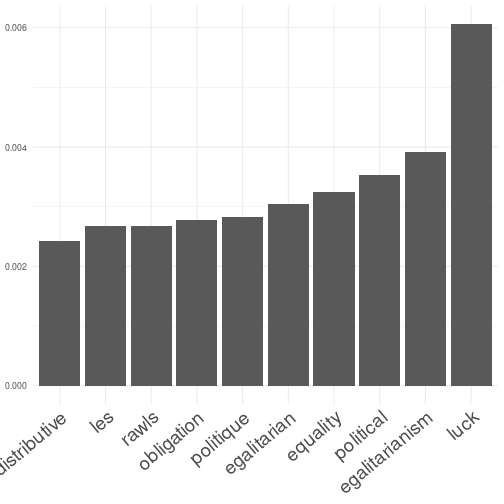 0.006
0.004
0.002
0.000
distributive
les
rawls
obligation
politique
egalitarian
equality
political
egalitarianism
luck